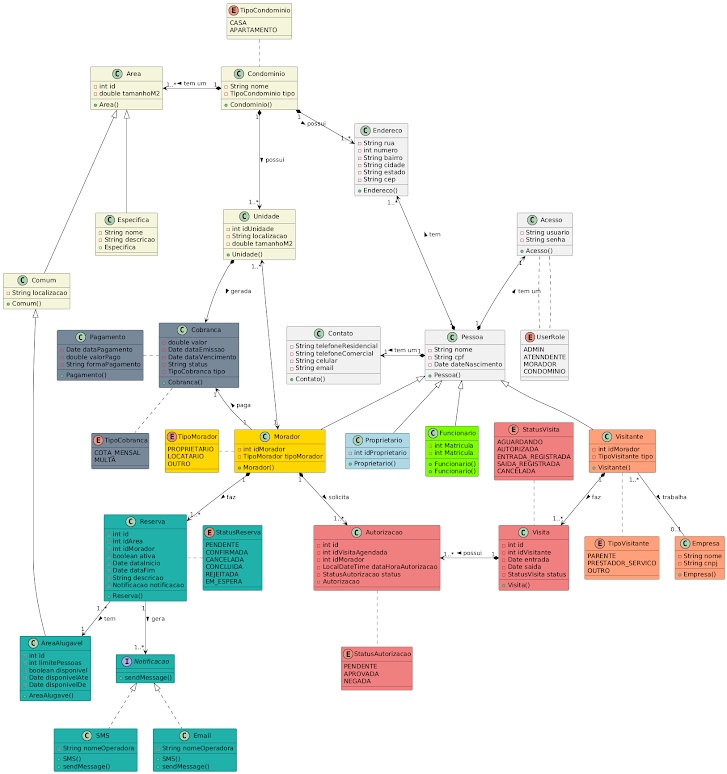 TipoCondominio
CASA
APARTAMENTO
Area
int id
double tamanhoM2
Area()
1..* tem um 1
Condominio
String nome
TipoCondominio tipo
Condominio()
1 possui 1..*
1 possui 1..*
Endereco
String rua
int numero
String bairro
String cidade
String estado
String cep
Endereco()
Especifica
String nome
String descricao
Especifica
Unidade
int idUnidade
String localizacao
double tamanhoM2
Unidade()
Acesso
String usuario
String senha
Acesso()
1..* tem 1
1 tem um 1
Comum
String localizacao
Comum()
gerada
1..*
Pagamento
Date dataPagamento
double valorPago
String formaPagamento
Pagamento()
Cobranca
double valor
Date dataEmissao
Date dataVencimento
String status
TipoCobranca tipo
Cobranca()
Contato
String telefoneResidencial
String telefoneComercial
String celular
String email
Contato()
1 tem um 1
Pessoa
String nome
String cpf
Date dateNascimento
Pessoa()
UserRole
ADMIN
ATENNDENTE
MORADOR
CONDOMINIO
1 paga 1
1
TipoCobranca
COTA_MENSAL
MULTA
TipoMorador
PROPRIETARIO
LOCATARIO
OUTRO
Morador
int idMorador
TipoMorador tipoMorador
Morador()
Proprietario
int idProprietario
Proprietario()
Funcionario
int Matricula
int Matricula
Funcionario()
Funcionario()
StatusVisita
AGUARDANDO
AUTORIZADA
ENTRADA_REGISTRADA
SAIDA_REGISTRADA
CANCELADA
Visitante
int idMorador
TipoVisitante tipo
Visitante()
1 faz 1..*
1 solicita 1..*
1 faz 1..*
1 trabalha 0..1
Reserva
int id
int idArea
int idMorador
boolean ativa
Date dataInicio
Date dataFim
String descricao
Notificacao notificacao
Reserva()
StatusReserva
PENDENTE
CONFIRMADA
CANCELADA
CONCLUIDA
REJEITADA
EM_ESPERA
Autorizacao
int id
int idVisitaAgendada
int idMorador
LocalDateTime dataHoraAutorizacao
StatusAutorizacao status
Autorizacao
1..* possui 1
Visita
int id
int idVisitante
Date entrada
Date saida
StatusVisita status
Visita()
TipoVisitante
PARENTE
PRESTADOR_SERVICO
OUTRO
Empresa
String nome
String cnpj
Empresa()
1..* tem 1
1 gera 1..*
AreaAlugavel
int id
int limitePessoas
boolean disponivel
Date disponivelAte
Date disponivelDe
AreaAlugave()
Notificacao
sendMessage()
StatusAutorizacao
PENDENTE
APROVADA
NEGADA
SMS
String nomeOperadora
SMS()
sendMessage()
Email
String nomeOperadora
SMS()
sendMessage()